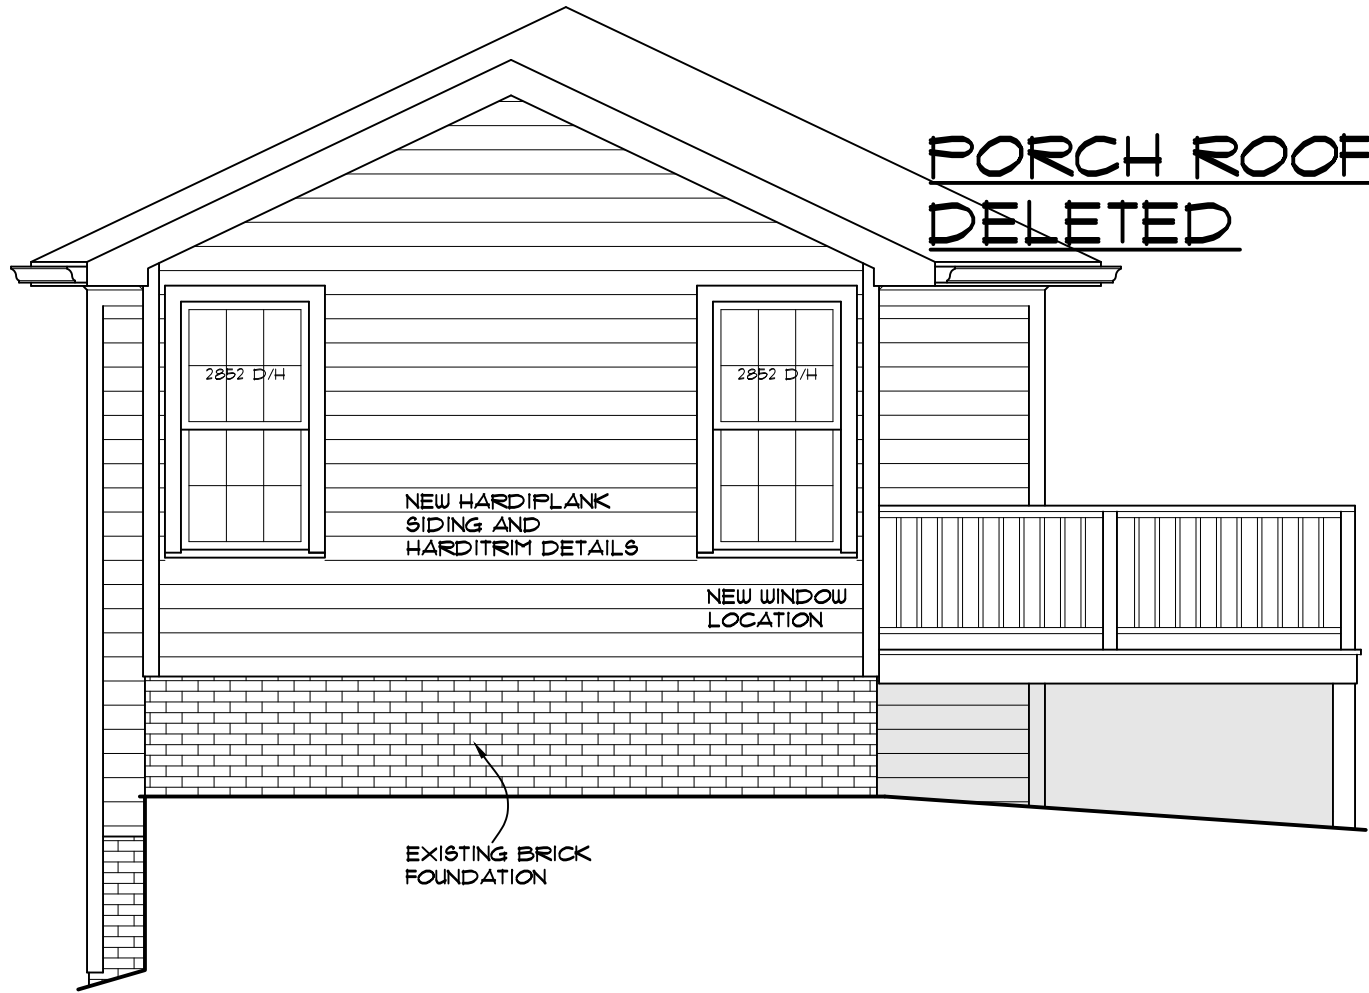 PORCH ROOF
DELETED
2852 D/H
2852 D/H
NEW HARDIPLANK
SIDING AND
HARDITRIM DETAILS
NEW WINDOW
LOCATION
EXISTING BRICK
FOUNDATION